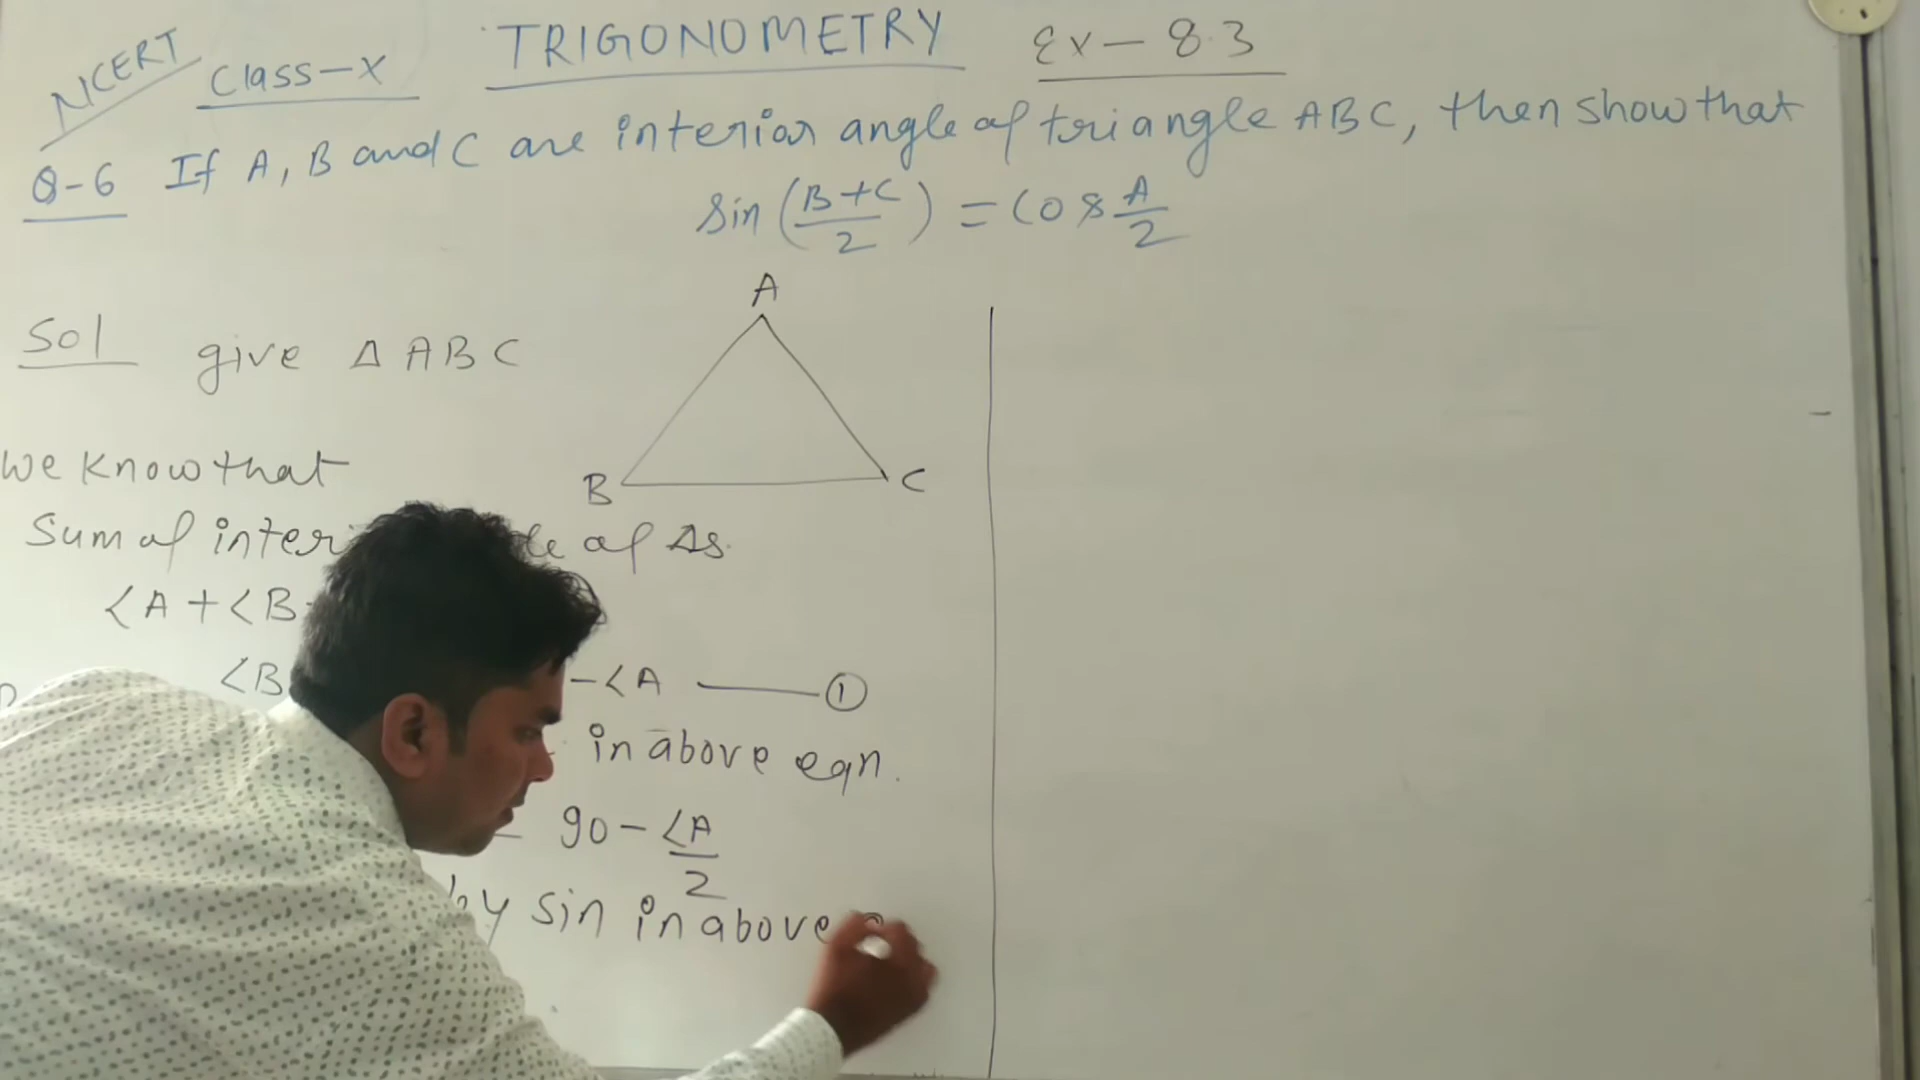 NCERT Class-X TRIGONOMETRY Ex-8.3
Q-6 If A, B and C are interior angle of triangle ABC, then show that
sin (B+C/2) = cos A/2
A
Sol give Δ ABC
B C
We know that
Sum of of Δs.
<A + <B
<B -<A —— ①
in above eqn.
90 - <A/2
by sin in above